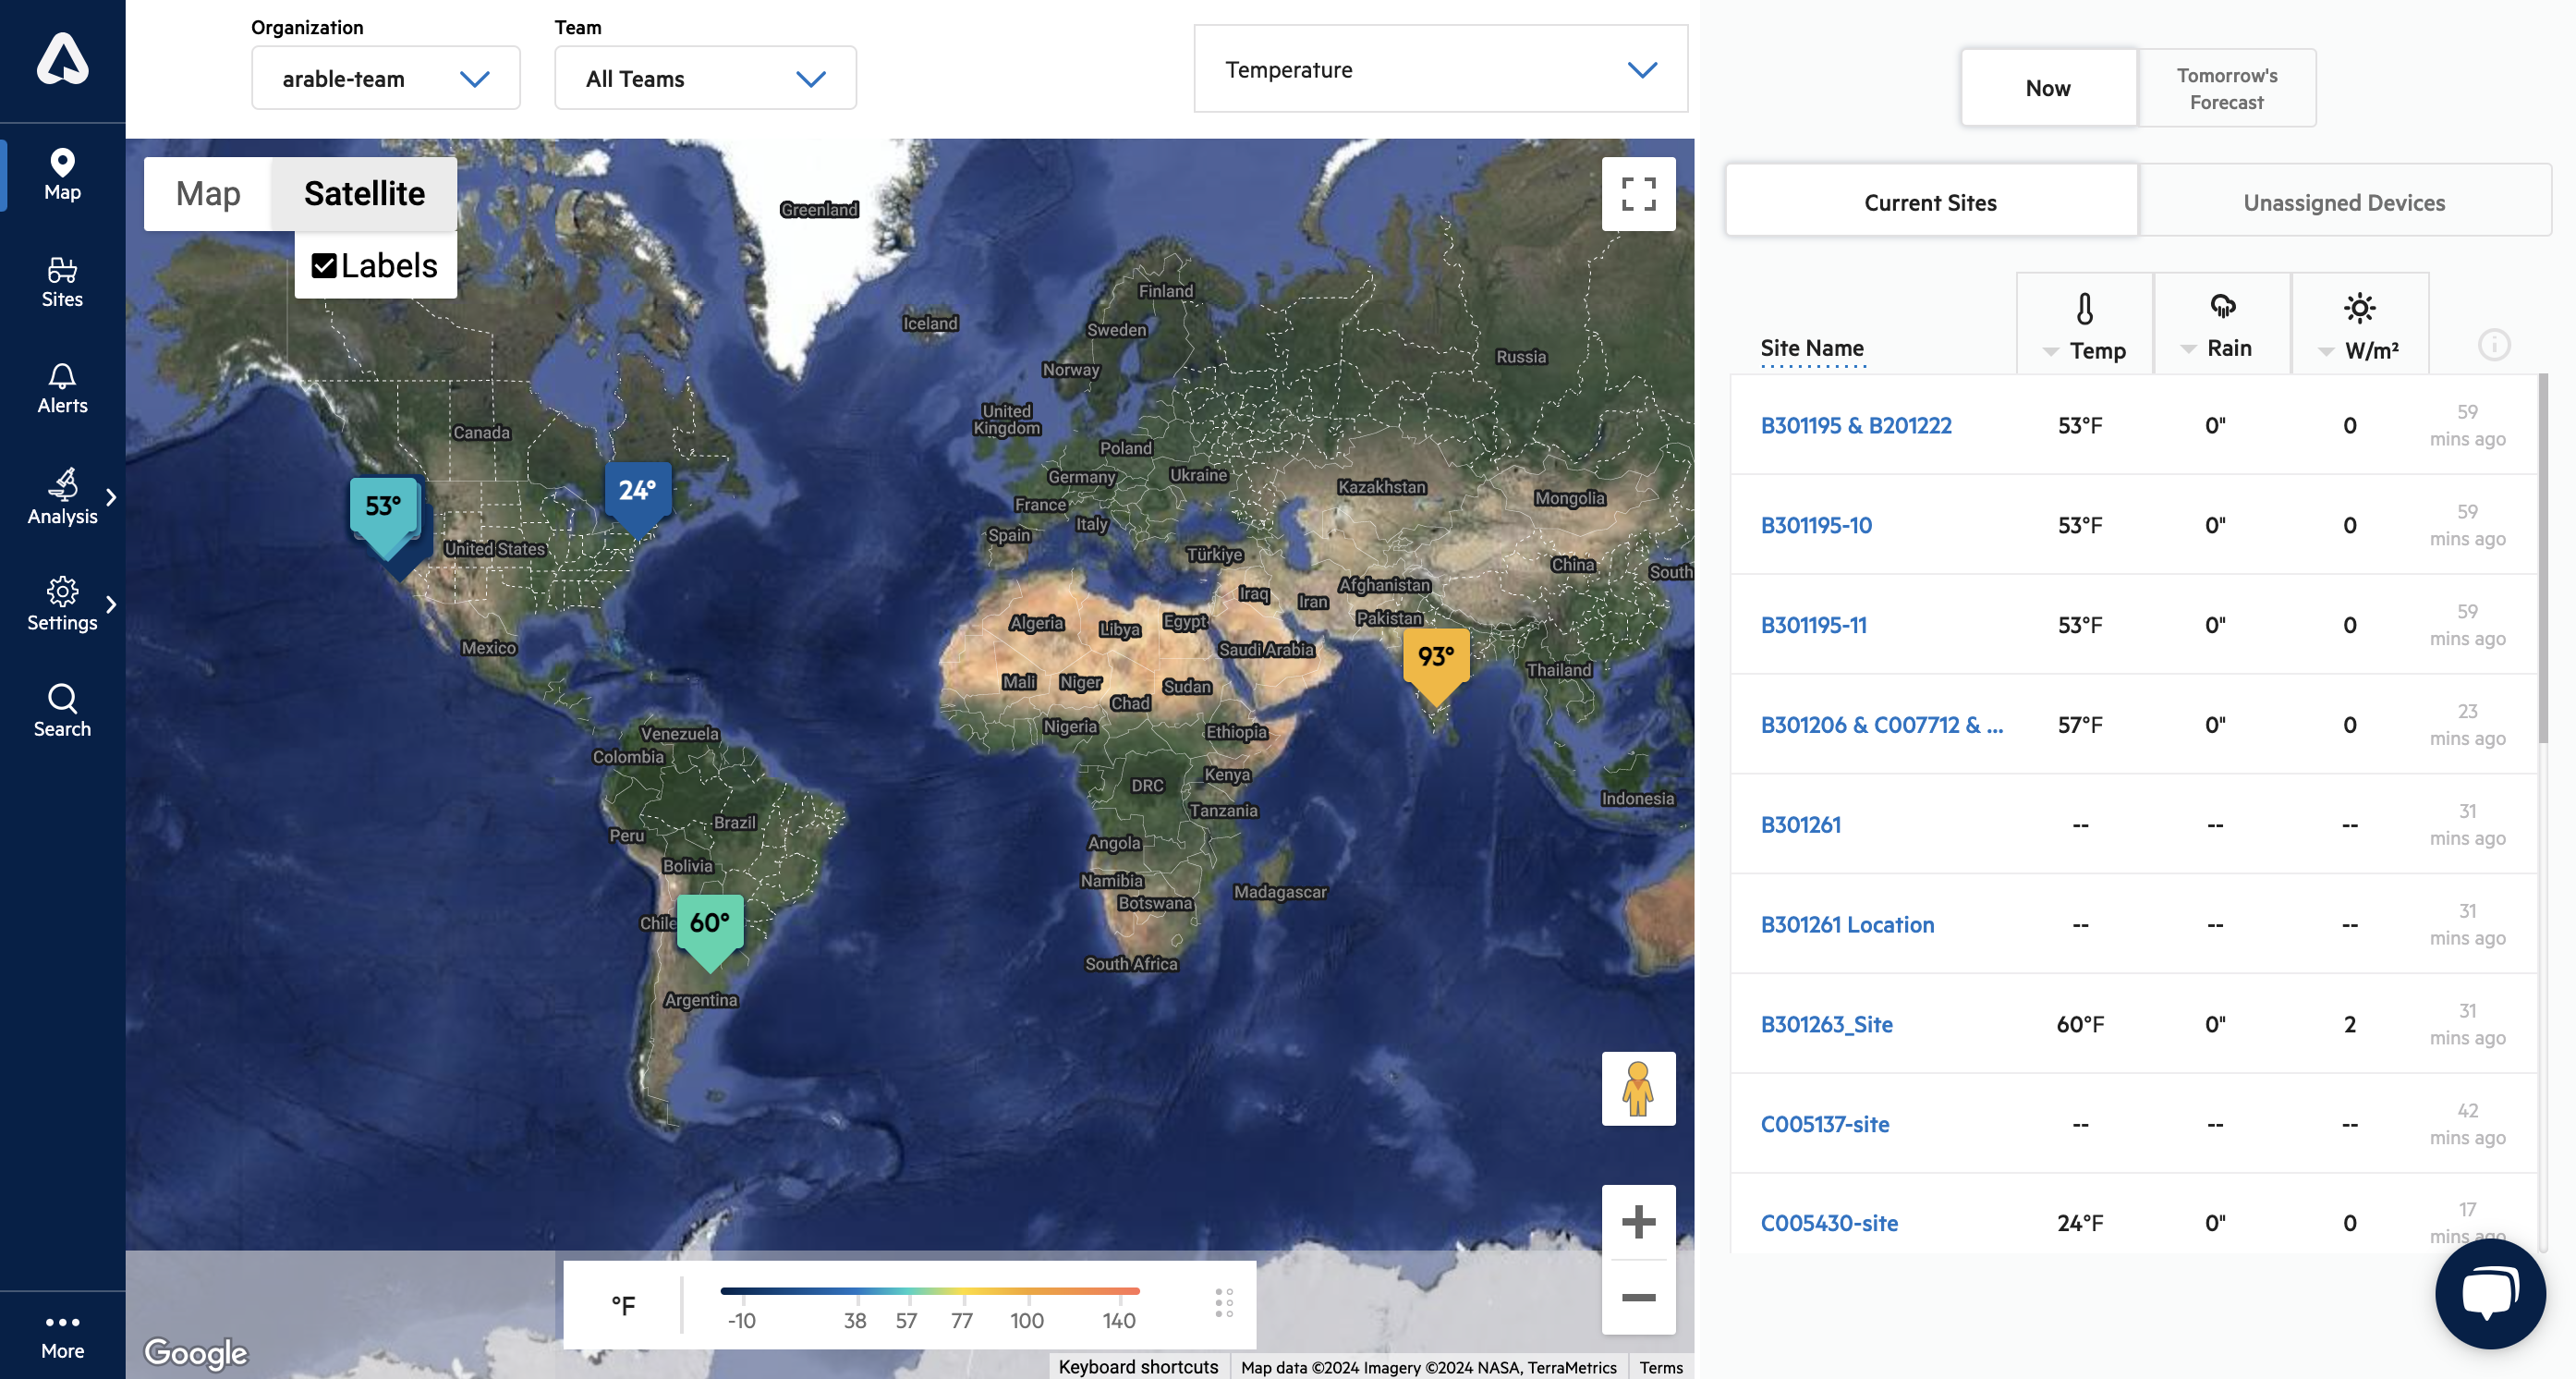 Organization
arable-team
Team
All Teams
Temperature
Now
Tomorrow's
Forecast
Current Sites
Unassigned Devices
Map
Sites
Alerts
Analysis
Settings
Search
More
Map
Satellite
Labels
Greenland
Iceland
Finland
Sweden
Norway
Russia
United
Kingdom
Canada
Poland
Germany
Ukraine
Kazakhstan
Mongolia
France
Italy
Spain
Türkiye
United States
China
South
Afghanistan
Iraq
Iran
Pakistan
Algeria
Libya
Egypt
Saudi Arabia
Mexico
Thailand
Mali
Niger
Sudan
Chad
Nigeria
Ethiopia
Venezuela
Colombia
Kenya
DRC
Indonesia
Tanzania
Brazil
Peru
Angola
Bolivia
Namibia
Madagascar
Botswana
Chile
South Africa
Argentina
53°
24°
93°
60°
°F
-10 38 57 77 100 140
Google
Keyboard shortcuts
Map data ©2024 Imagery ©2024 NASA, TerraMetrics
Terms
Site Name
Temp
Rain
W/m²
B301195 & B201222 53°F 0" 0 59
mins ago
B301195-10 53°F 0" 0 59
mins ago
B301195-11 53°F 0" 0 59
mins ago
B301206 & C007712 & ... 57°F 0" 0 23
mins ago
B301261 -- -- -- 31
mins ago
B301261 Location -- -- -- 31
mins ago
B301263_Site 60°F 0" 2 31
mins ago
C005137-site -- -- -- 42
mins ago
C005430-site 24°F 0" 0 17
mins ago